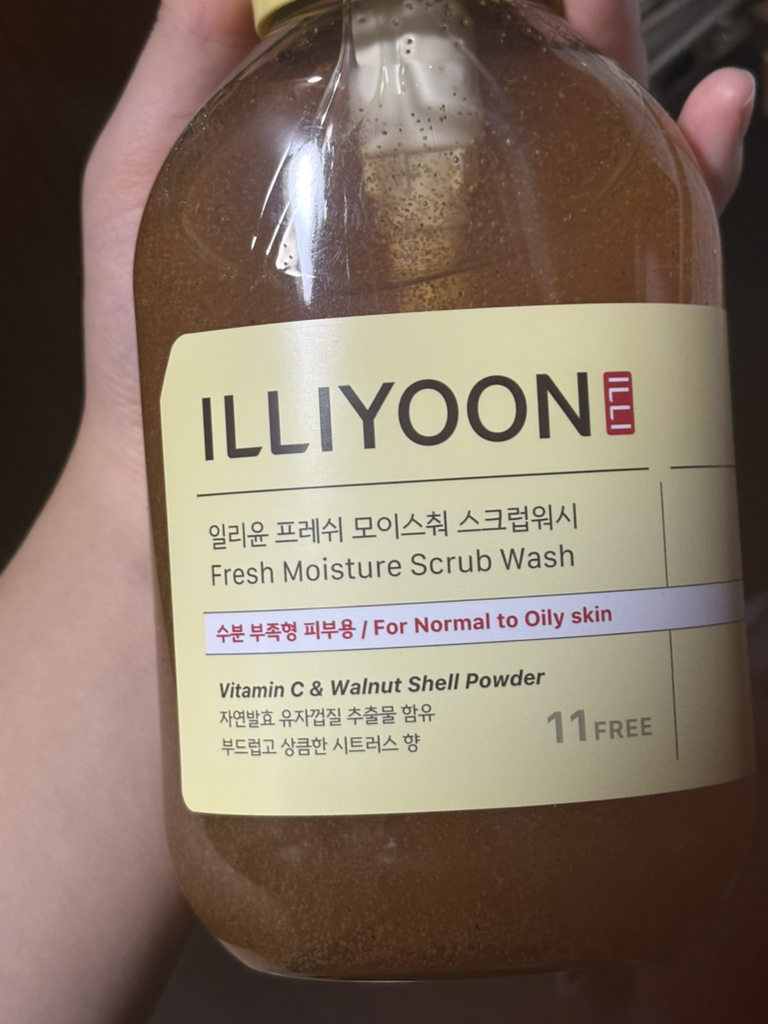 ILLIYOON ILLI
일리윤 프레쉬 모이스춰 스크럽워시
Fresh Moisture Scrub Wash
수분 부족형 피부용 / For Normal to Oily skin
Vitamin C & Walnut Shell Powder
자연발효 유자껍질 추출물 함유
부드럽고 상큼한 시트러스 향
11FREE